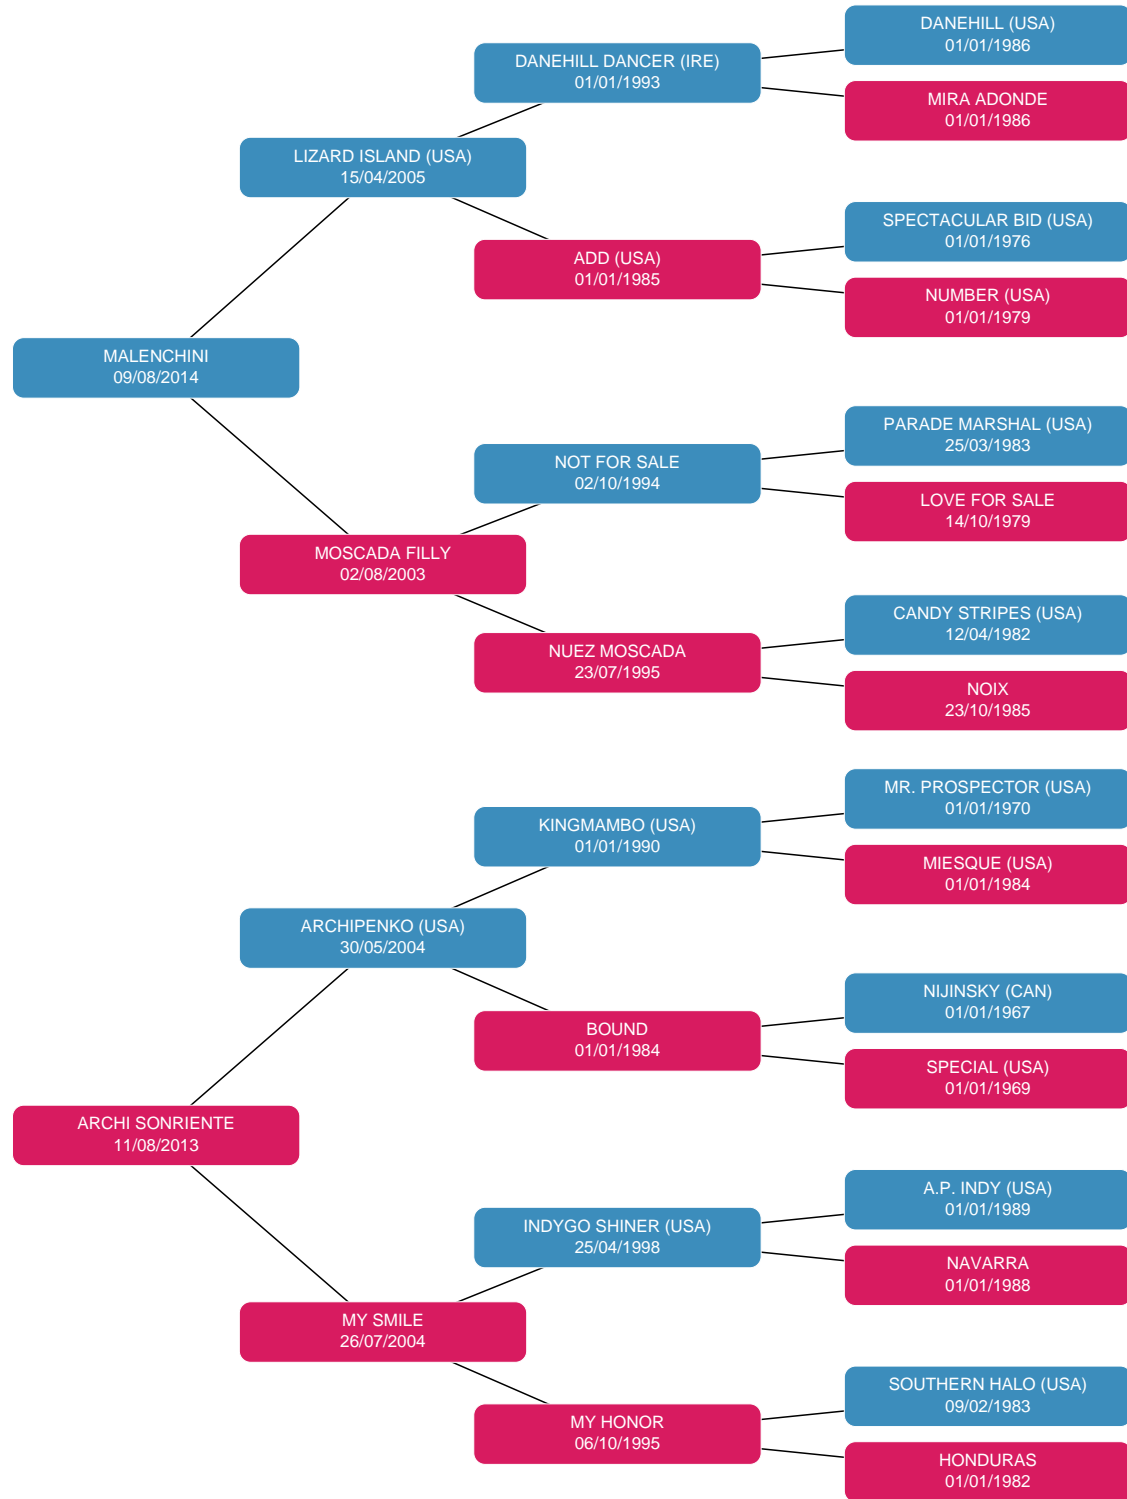 DANEHILL (USA)
01/01/1986
DANEHILL DANCER (IRE)
01/01/1993
MIRA ADONDE
01/01/1986
LIZARD ISLAND (USA)
15/04/2005
SPECTACULAR BID (USA)
01/01/1976
ADD (USA)
01/01/1985
NUMBER (USA)
01/01/1979
MALENCHINI
09/08/2014
PARADE MARSHAL (USA)
25/03/1983
NOT FOR SALE
02/10/1994
LOVE FOR SALE
14/10/1979
MOSCADA FILLY
02/08/2003
CANDY STRIPES (USA)
12/04/1982
NUEZ MOSCADA
23/07/1995
NOIX
23/10/1985
MR. PROSPECTOR (USA)
01/01/1970
KINGMAMBO (USA)
01/01/1990
MIESQUE (USA)
01/01/1984
ARCHIPENKO (USA)
30/05/2004
NIJINSKY (CAN)
01/01/1967
BOUND
01/01/1984
SPECIAL (USA)
01/01/1969
ARCHI SONRIENTE
11/08/2013
A.P. INDY (USA)
01/01/1989
INDYGO SHINER (USA)
25/04/1998
NAVARRA
01/01/1988
MY SMILE
26/07/2004
SOUTHERN HALO (USA)
09/02/1983
MY HONOR
06/10/1995
HONDURAS
01/01/1982